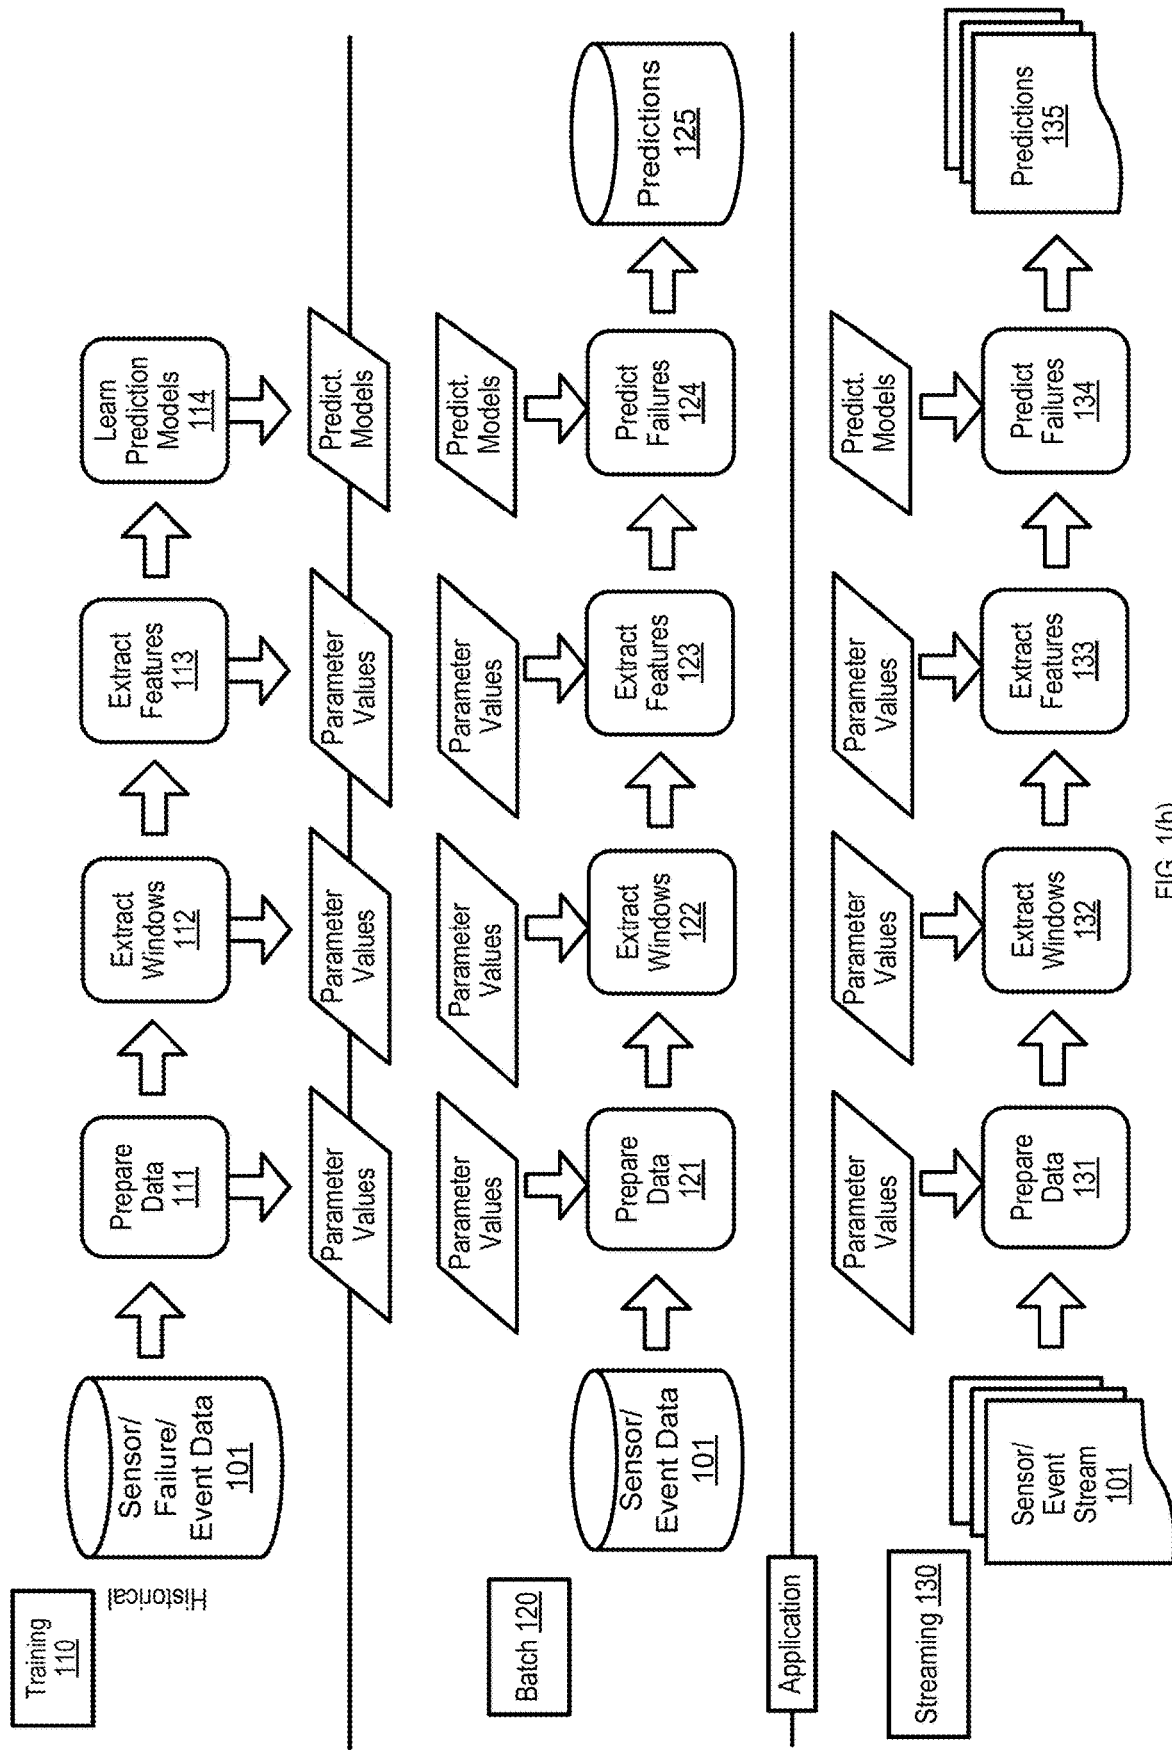 Training
110
Historical
Sensor/
Failure/
Event Data
101
Prepare
Data
111
Extract
Windows
112
Extract
Features
113
Learn
Prediction
Models
114
Parameter
Values
Parameter
Values
Parameter
Values
Predict.
Models
Batch 120
Parameter
Values
Parameter
Values
Parameter
Values
Predict.
Models
Sensor/
Event Data
101
Prepare
Data
121
Extract
Windows
122
Extract
Features
123
Predict
Failures
124
Predictions
125
Application
Streaming 130
Parameter
Values
Parameter
Values
Parameter
Values
Predict.
Models
Sensor/
Event
Stream
101
Prepare
Data
131
Extract
Windows
132
Extract
Features
133
Predict
Failures
134
Predictions
135
FIG. 1(b)